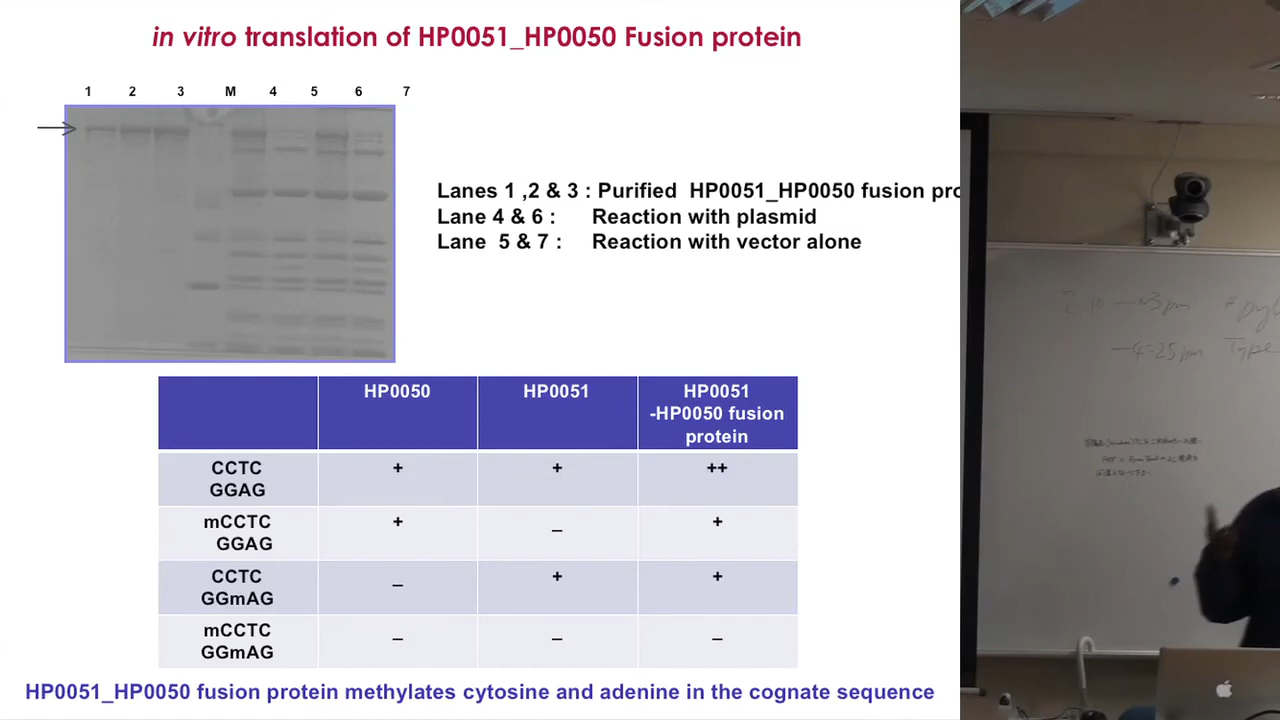 in vitro translation of HP0051_HP0050 Fusion protein
1 2 3 M 4 5 6 7
Lanes 1 ,2 & 3 : Purified HP0051_HP0050 fusion pro
Lane 4 & 6 : Reaction with plasmid
Lane 5 & 7 : Reaction with vector alone
HP0050 HP0051 HP0051
-HP0050 fusion
protein
CCTC + + ++
GGAG
mCCTC + – +
GGAG
CCTC – + +
GGmAG
mCCTC – – –
GGmAG
HP0051_HP0050 fusion protein methylates cytosine and adenine in the cognate sequence
Type